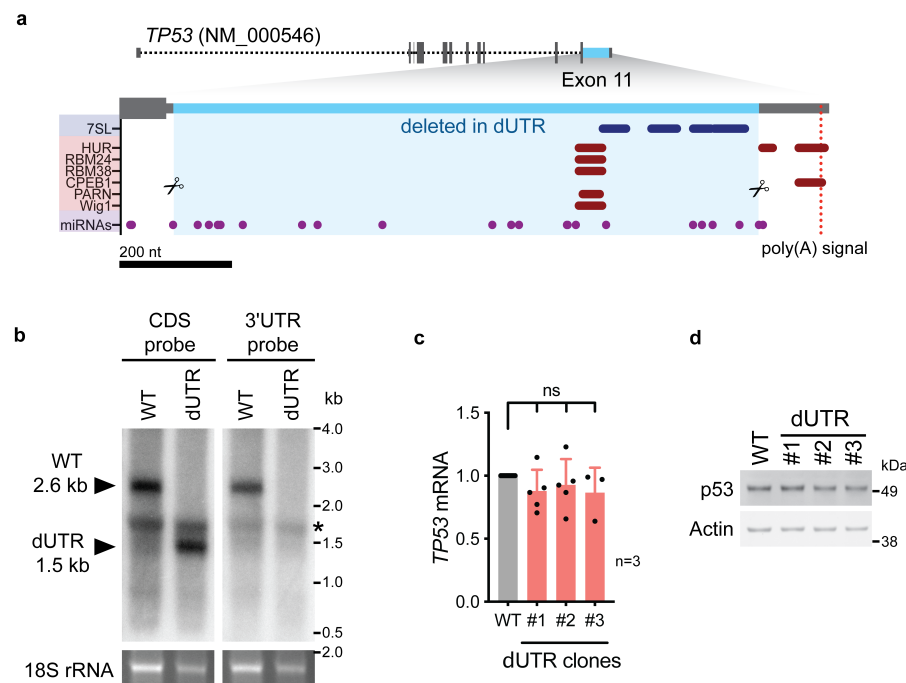 a
TP53 (NM_000546)
Exon 11
deleted in dUTR
7SL
HUR
RBM24
RBM38
CPEB1
PARN
Wig1
miRNAs
poly(A) signal
200 nt
b
CDS probe
3'UTR probe
WT
dUTR
WT
dUTR
kb
4.0
3.0
2.0
1.5
1.0
0.5
2.0
WT
2.6 kb
dUTR
1.5 kb
*
18S rRNA
c
ns
TP53 mRNA
1.5
1.0
0.5
0.0
n=3
WT #1 #2 #3
dUTR clones
d
dUTR
WT
#1
#2
#3
kDa
p53
49
Actin
38